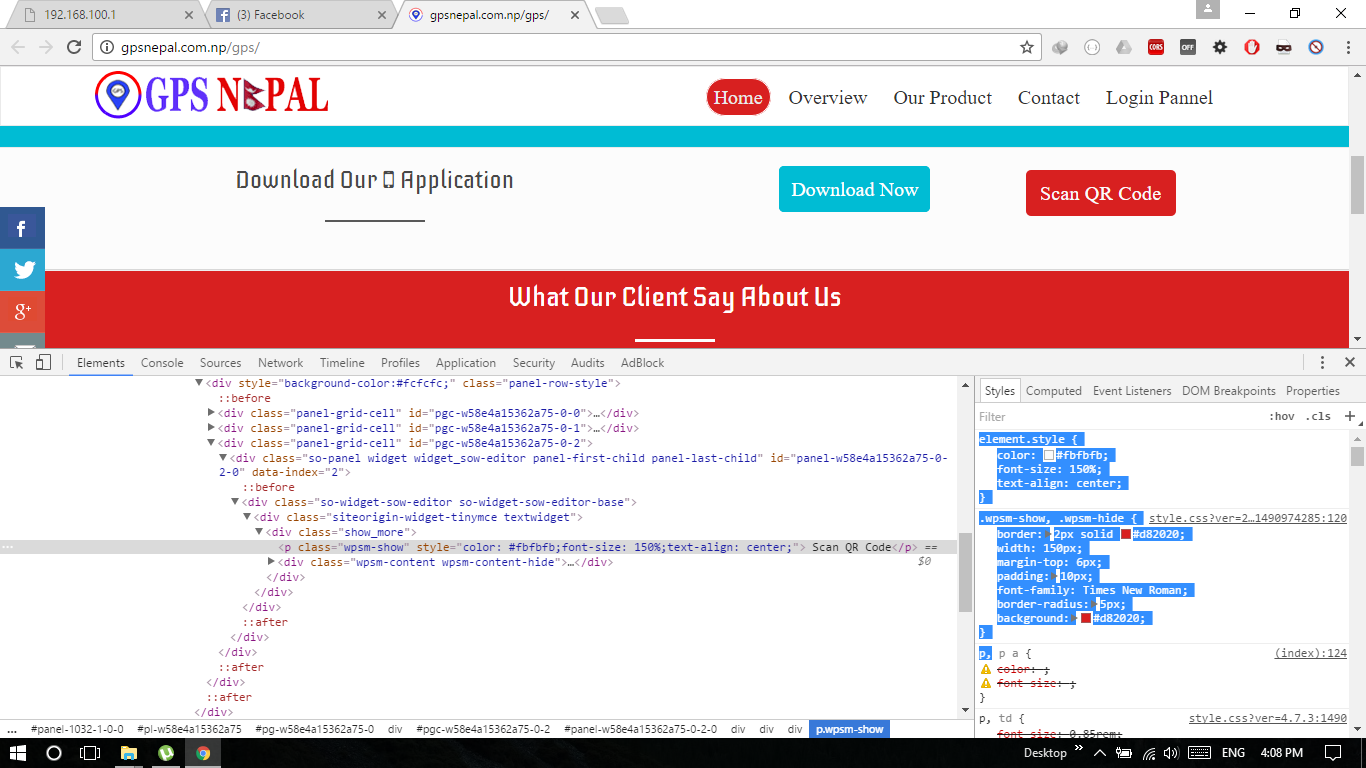 192.168.100.1
(3) Facebook
gpsnepal.com.np/gps/
gpsnepal.com.np/gps/
CORS
OFF
GPS
GPS NEPAL
Home Overview Our Product Contact Login Pannel
Download Our Application
Download Now
Scan QR Code
What Our Client Say About Us
Elements Console Sources Network Timeline Profiles Application Security Audits AdBlock
<div style="background-color:#fcfcfc;" class="panel-row-style">
::before
<div class="panel-grid-cell" id="pgc-w58e4a15362a75-0-0">…</div>
<div class="panel-grid-cell" id="pgc-w58e4a15362a75-0-1">…</div>
<div class="panel-grid-cell" id="pgc-w58e4a15362a75-0-2">
<div class="so-panel widget widget_sow-editor panel-first-child panel-last-child" id="panel-w58e4a15362a75-0-
2-0" data-index="2">
::before
<div class="so-widget-sow-editor so-widget-sow-editor-base">
<div class="siteorigin-widget-tinymce textwidget">
<div class="show_more">
<p class="wpsm-show" style="color: #fbfbfb;font-size: 150%;text-align: center;"> Scan QR Code</p> ==
$0
<div class="wpsm-content wpsm-content-hide">…</div>
</div>
</div>
</div>
::after
</div>
</div>
::after
</div>
::after
</div>
... #panel-1032-1-0-0 #pl-w58e4a15362a75 #pg-w58e4a15362a75-0 div #pgc-w58e4a15362a75-0-2 #panel-w58e4a15362a75-0-2-0 div div div p.wpsm-show
Styles Computed Event Listeners DOM Breakpoints Properties
Filter :hov .cls +
element.style {
color: #fbfbfb;
font-size: 150%;
text-align: center;
}
.wpsm-show, .wpsm-hide { style.css?ver=2…1490974285:120
border: 2px solid #d82020;
width: 150px;
margin-top: 6px;
padding: 10px;
font-family: Times New Roman;
border-radius: 5px;
background: #d82020;
}
p, p a { (index):124
color: ;
font-size: ;
}
p, td { style.css?ver=4.7.3:1490
font-size: 0.85rem;
Desktop » ENG 4:08 PM